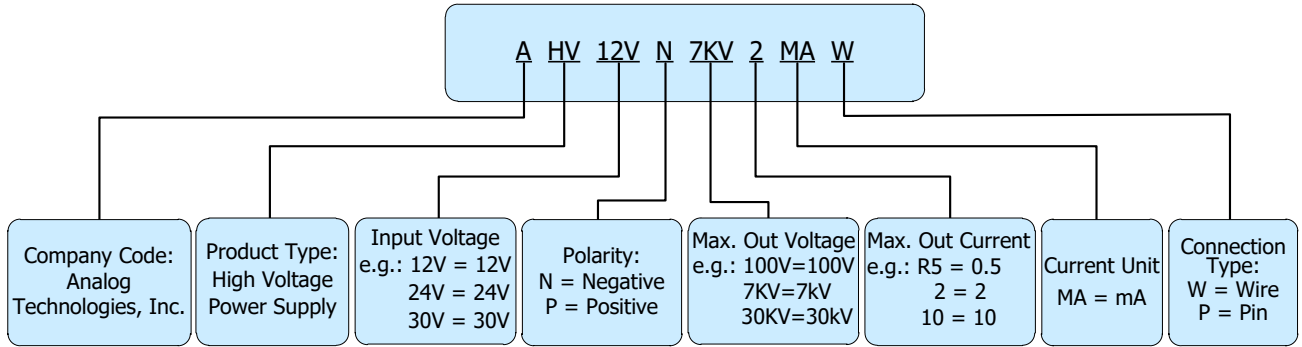 A HV 12V N 7KV 2 MA W
Company Code:
Analog
Technologies, Inc.
Product Type:
High Voltage
Power Supply
Input Voltage
e.g.: 12V = 12V
24V = 24V
30V = 30V
Polarity:
N = Negative
P = Positive
Max. Out Voltage
e.g.: 100V=100V
7KV=7kV
30KV=30kV
Max. Out Current
e.g.: R5 = 0.5
2 = 2
10 = 10
Current Unit
MA = mA
Connection
Type:
W = Wire
P = Pin